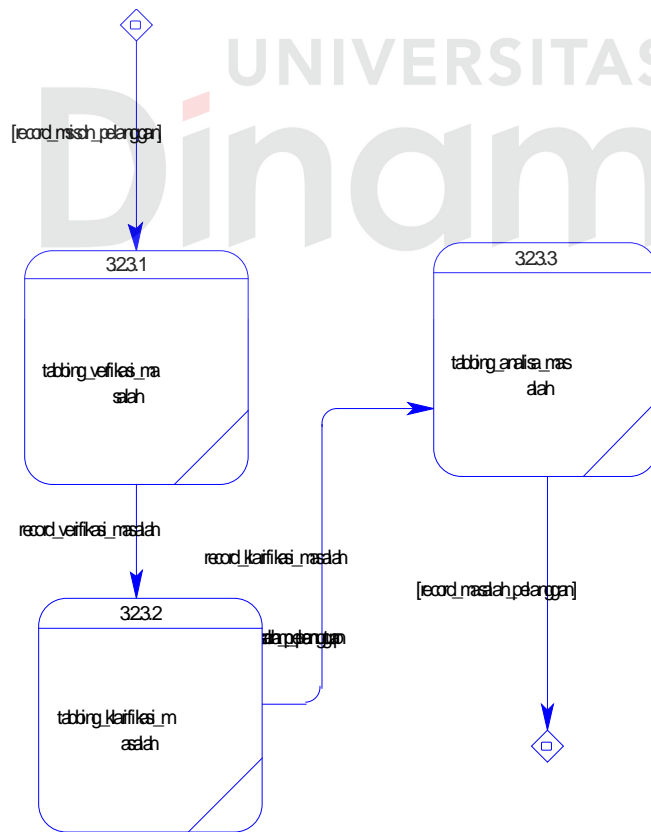 UNIVERSITAS
Dinam
[record_mslsdh_pelanggan]
3.2.3.1
tabbing_verifikasi_ma
salah
record_verifikasi_masalah
3.2.3.2
tabbing_klarifikasi_m
asalah
record_klarifikasi_masalah
3.2.3.3
tabbing_analisa_mas
alah
[record_masalah_pelanggan]